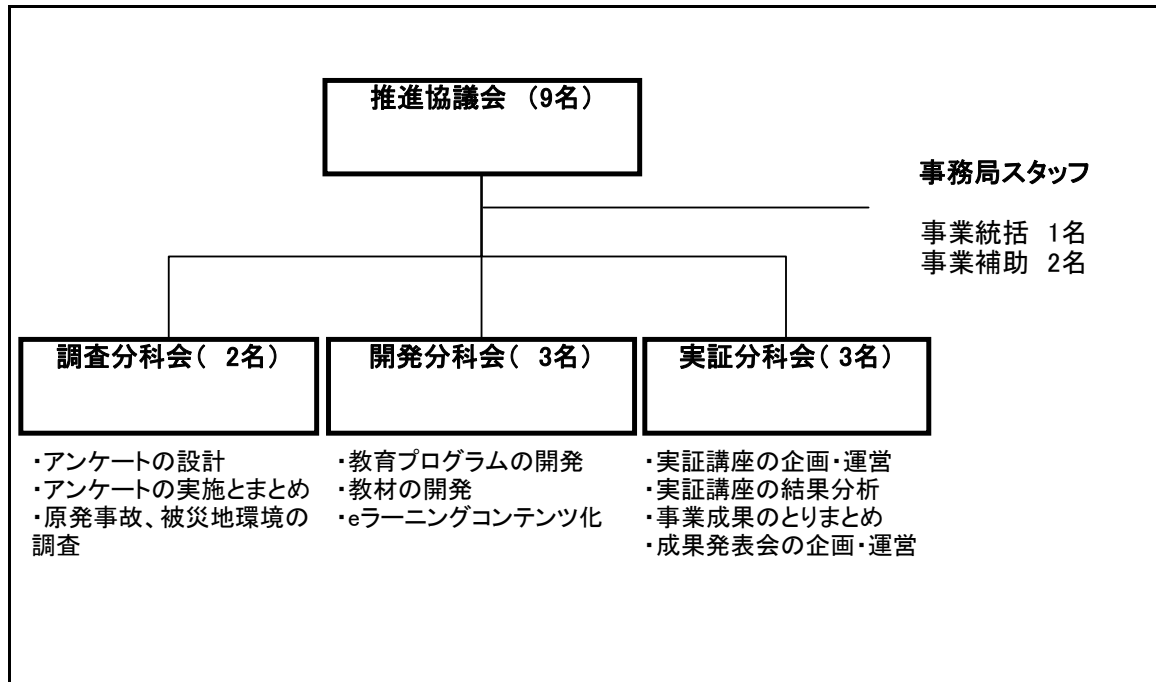 推進協議会　(9名)
事務局スタッフ
事業統括　1名
事業補助　2名
調査分科会(　2名)
・アンケートの設計
・アンケートの実施とまとめ
・原発事故、被災地環境の
調査
開発分科会(　3名)
・教育プログラムの開発
・教材の開発
・eラーニングコンテンツ化
実証分科会( 3名)
・実証講座の企画・運営
・実証講座の結果分析
・事業成果のとりまとめ
・成果発表会の企画・運営